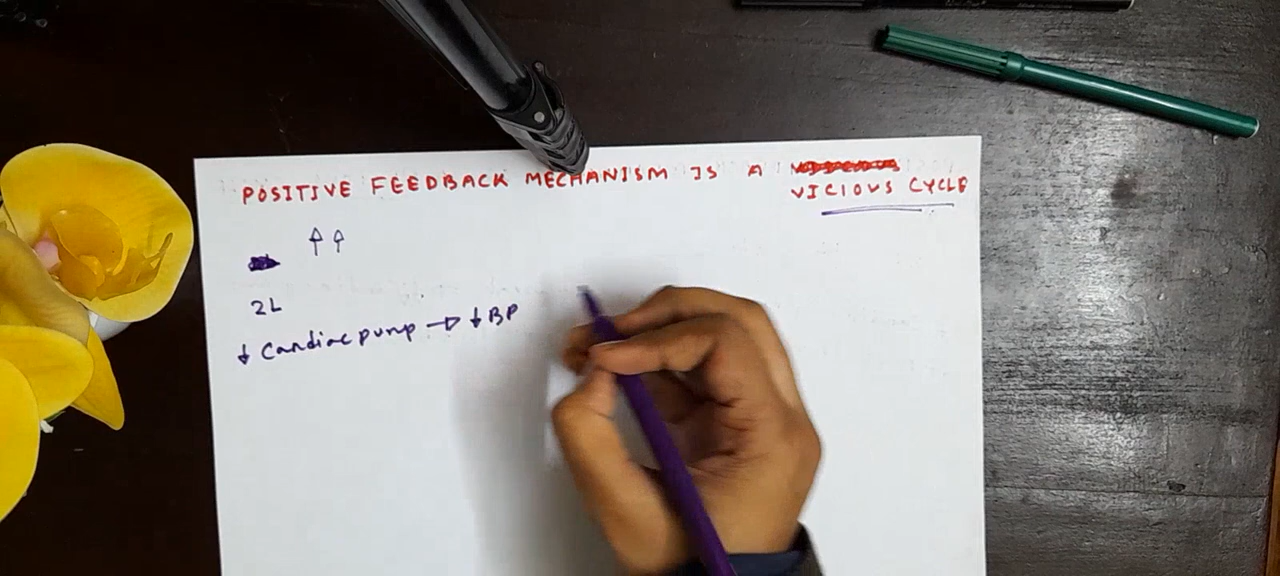 POSITIVE FEEDBACK MECHANISM IS A
VICIOUS CYCLE
↑ ↑
2L
↓ Cardiac pump → ↓ BP